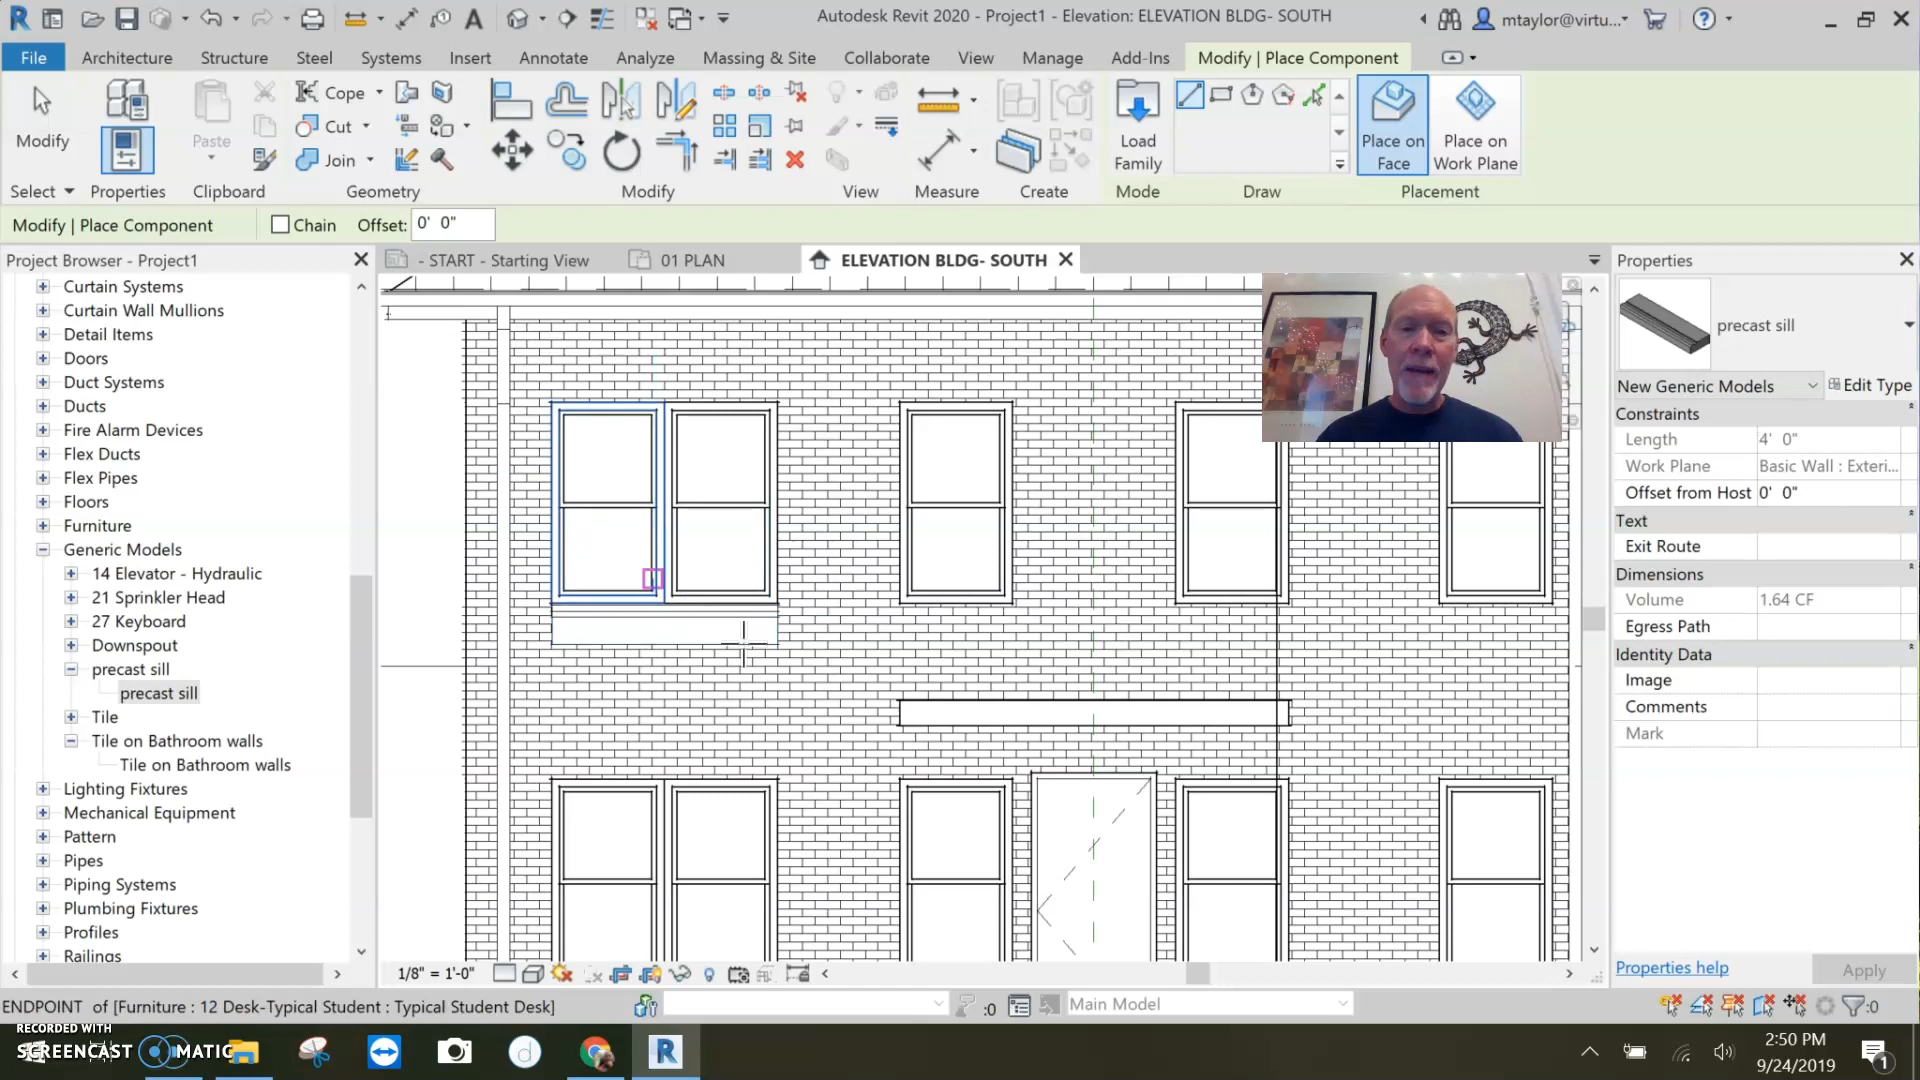 Autodesk Revit 2020 - Project1 - Elevation: ELEVATION BLDG- SOUTH
mtaylor@virtu...
File
Architecture
Structure
Steel
Systems
Insert
Annotate
Analyze
Massing & Site
Collaborate
View
Manage
Add-Ins
Modify | Place Component
Modify
Paste
Cope
Cut
Join
Load Family
Place on Face
Place on Work Plane
Select
Properties
Clipboard
Geometry
Modify
View
Measure
Create
Mode
Draw
Placement
Modify | Place Component
Chain
Offset: 0' 0"
Project Browser - Project1
- START - Starting View
01 PLAN
ELEVATION BLDG- SOUTH
Properties
Curtain Systems
Curtain Wall Mullions
Detail Items
Doors
Duct Systems
Ducts
Fire Alarm Devices
Flex Ducts
Flex Pipes
Floors
Furniture
Generic Models
14 Elevator - Hydraulic
21 Sprinkler Head
27 Keyboard
Downspout
precast sill
precast sill
Tile
Tile on Bathroom walls
Tile on Bathroom walls
Lighting Fixtures
Mechanical Equipment
Pattern
Pipes
Piping Systems
Plumbing Fixtures
Profiles
Railings
precast sill
New Generic Models
Edit Type
Constraints
Length 4' 0"
Work Plane Basic Wall : Exteri...
Offset from Host 0' 0"
Text
Exit Route
Dimensions
Volume 1.64 CF
Egress Path
Identity Data
Image
Comments
Mark
Properties help
Apply
1/8" = 1'-0"
ENDPOINT of [Furniture : 12 Desk-Typical Student : Typical Student Desk]
:0
Main Model
:0
RECORDED WITH
SCREENCAST MATIC
2:50 PM
9/24/2019
1